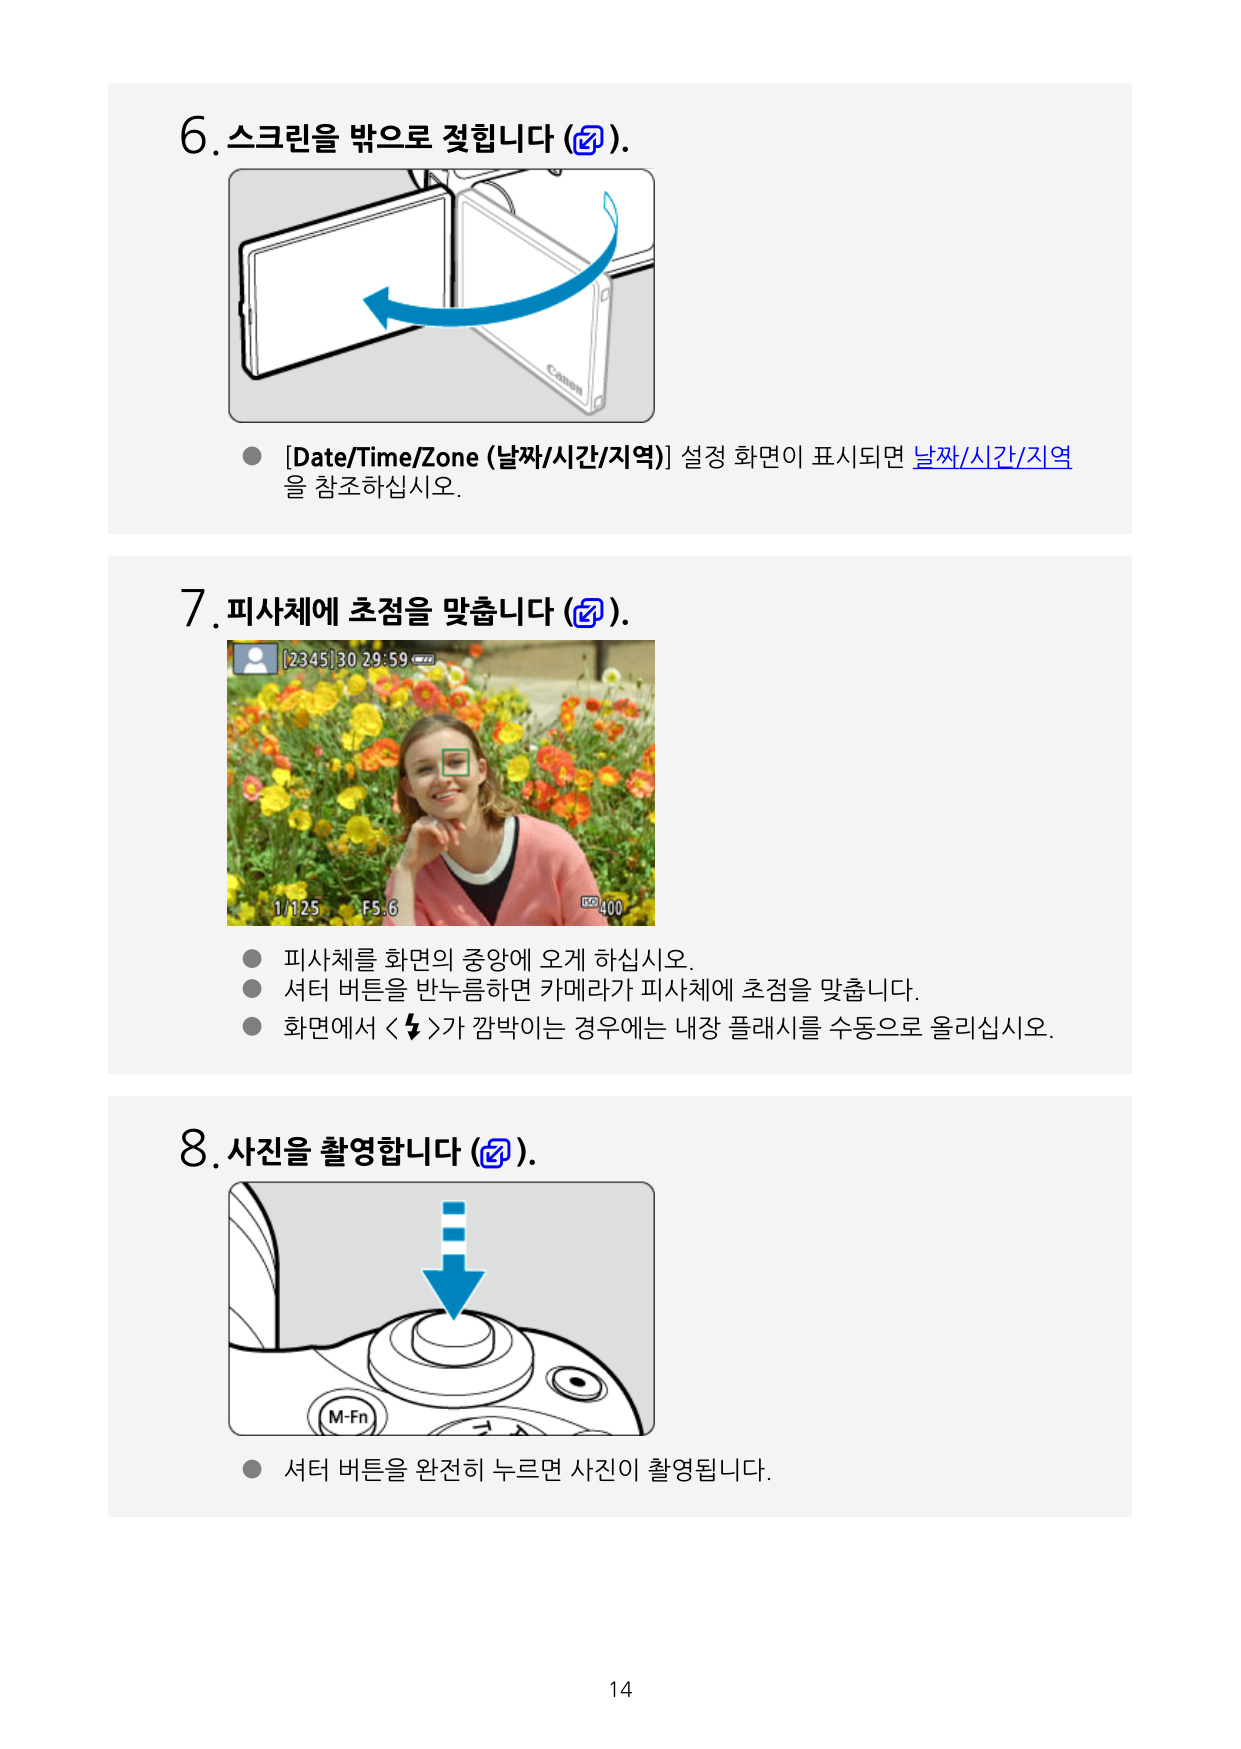 6. 스크린을 밖으로 젖힙니다 ( ).
Canon
● [Date/Time/Zone (날짜/시간/지역)] 설정 화면이 표시되면 날짜/시간/지역
을 참조하십시오.
7. 피사체에 초점을 맞춥니다 ( ).
[2345]30 29:59
1/125 F5.6 ISO 400
● 피사체를 화면의 중앙에 오게 하십시오.
● 셔터 버튼을 반누름하면 카메라가 피사체에 초점을 맞춥니다.
● 화면에서 < >가 깜박이는 경우에는 내장 플래시를 수동으로 올리십시오.
8. 사진을 촬영합니다 ( ).
M-Fn
● 셔터 버튼을 완전히 누르면 사진이 촬영됩니다.
14